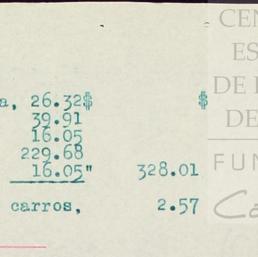 CEN
ES
DE
DE
FUN
a, 26.32$ $
39.91
16.05
229.68
16.05" 328.01
carros, 2.57